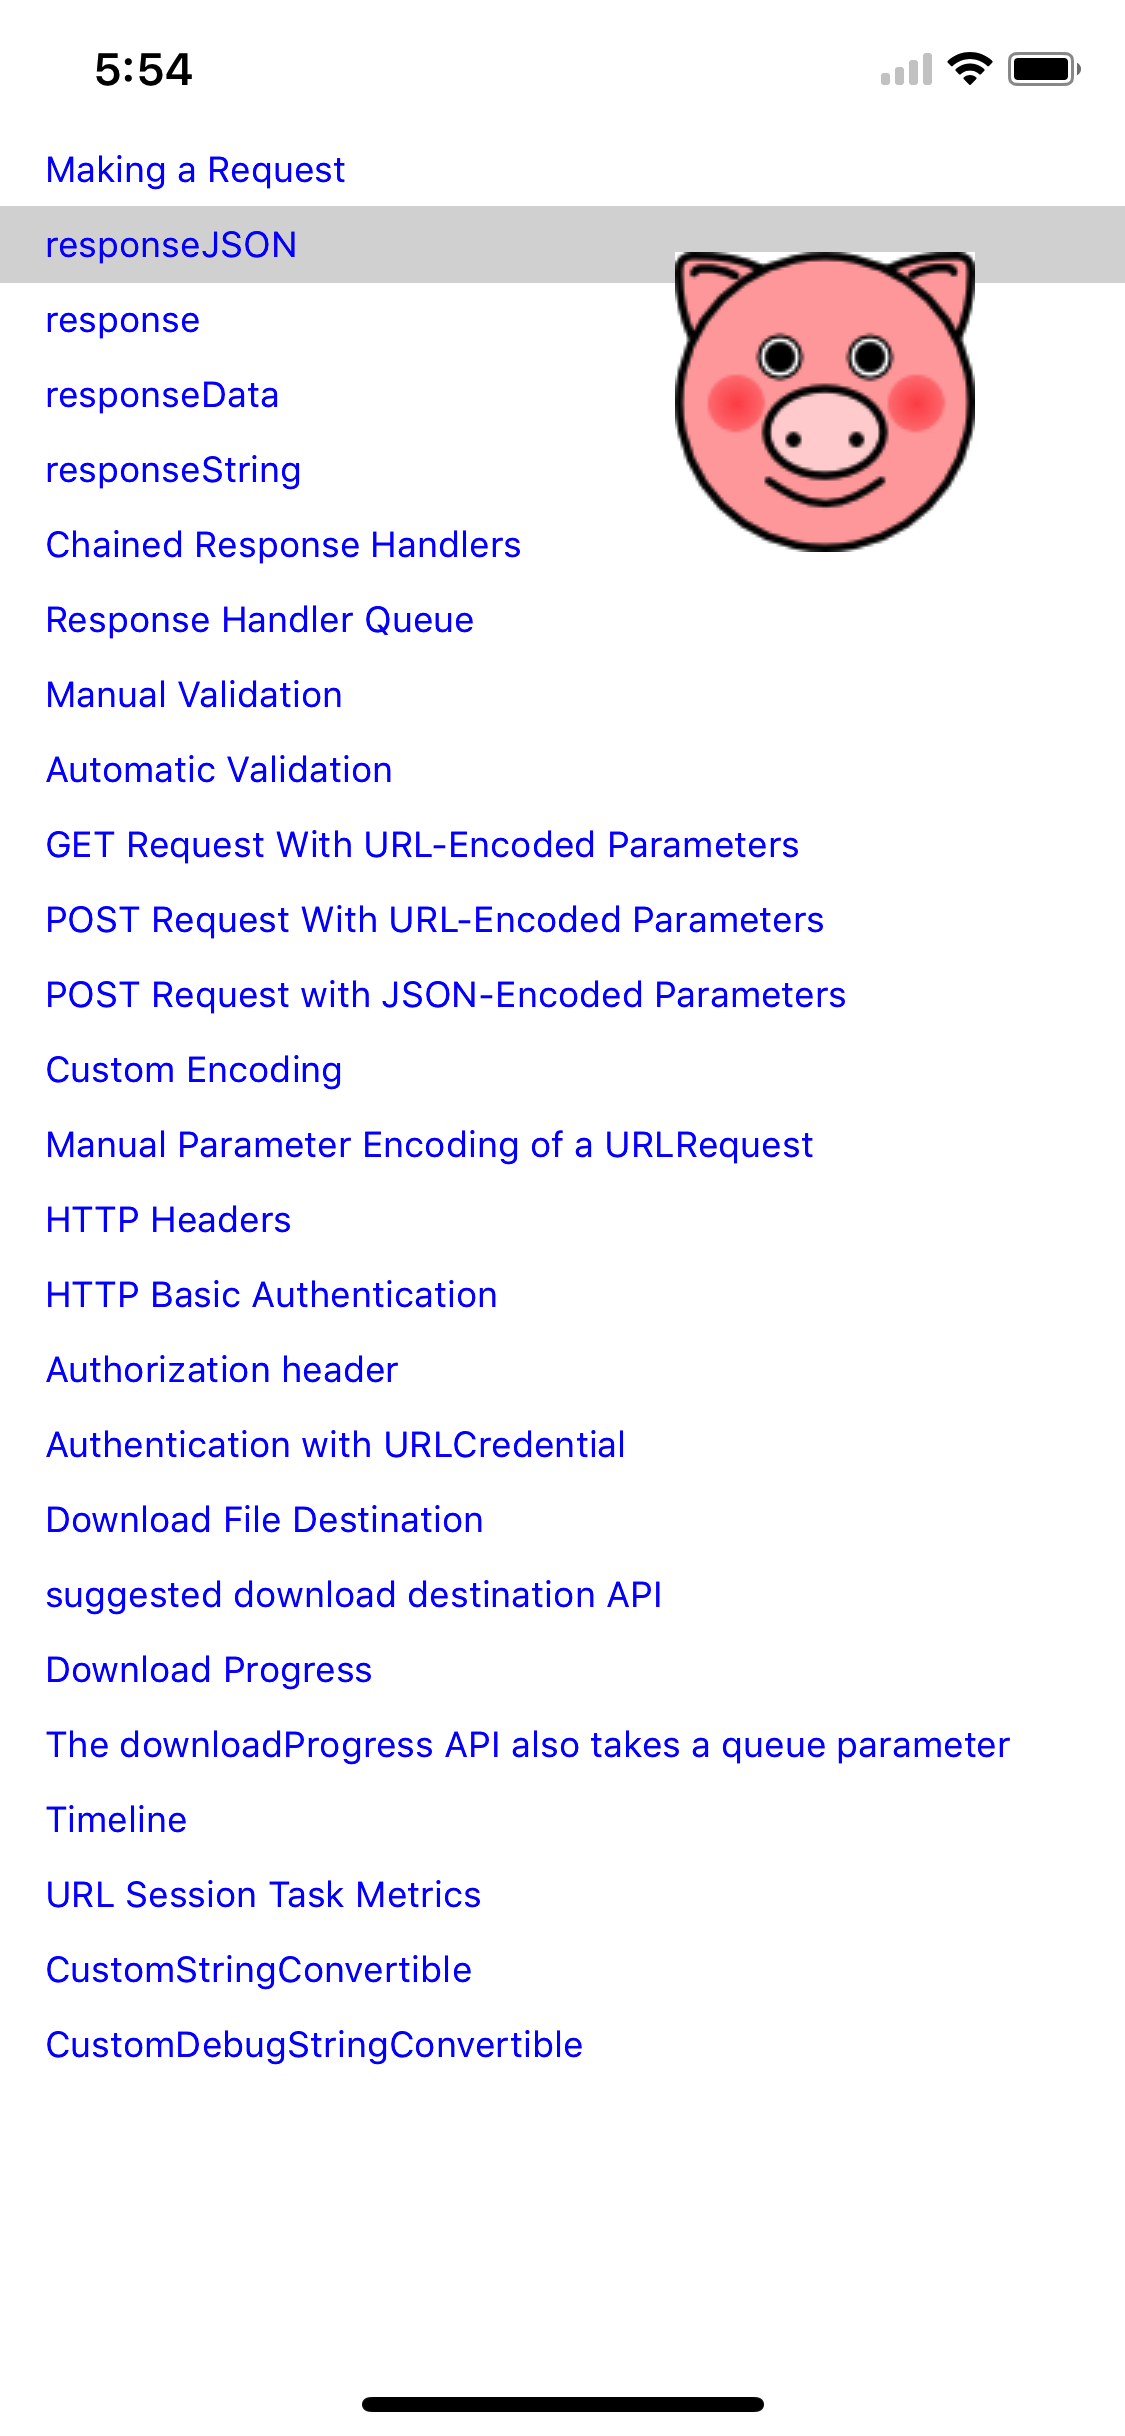 5:54
Making a Request
responseJSON
response
responseData
responseString
Chained Response Handlers
Response Handler Queue
Manual Validation
Automatic Validation
GET Request With URL-Encoded Parameters
POST Request With URL-Encoded Parameters
POST Request with JSON-Encoded Parameters
Custom Encoding
Manual Parameter Encoding of a URLRequest
HTTP Headers
HTTP Basic Authentication
Authorization header
Authentication with URLCredential
Download File Destination
suggested download destination API
Download Progress
The downloadProgress API also takes a queue parameter
Timeline
URL Session Task Metrics
CustomStringConvertible
CustomDebugStringConvertible